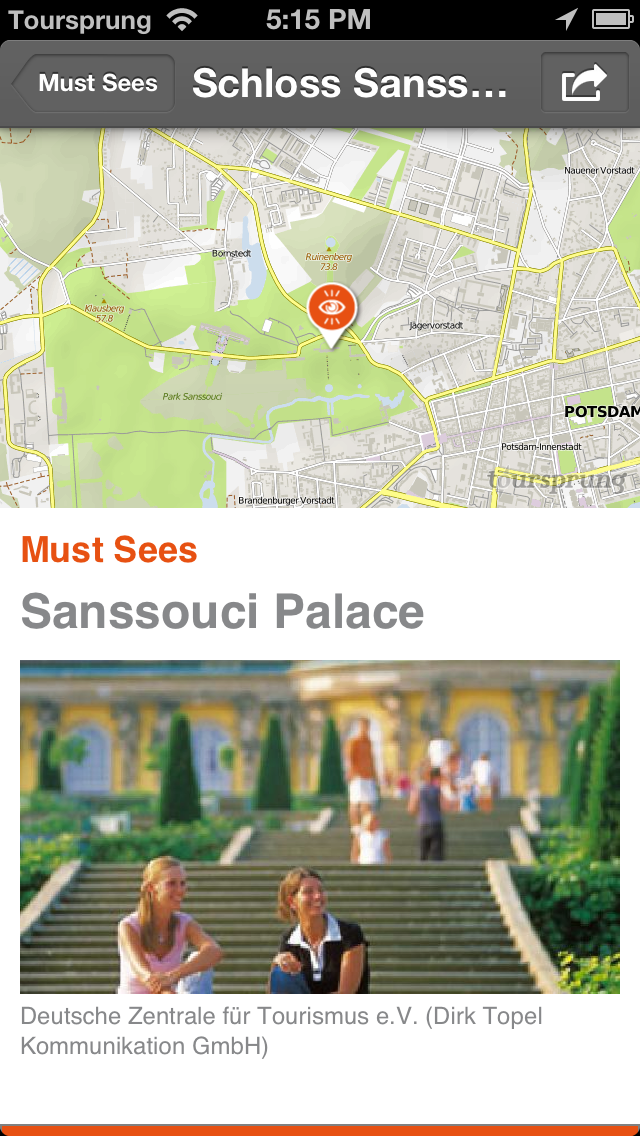 Toursprung 5:15 PM
Must Sees Schloss Sanss...
Nauener Vorstadt
Bornstedt
Ruinenberg
73.8
Klausberg
57.8
Jägervorstadt
Park Sanssouci
POTSDAM
Potsdam-Innenstadt
toursprung
Brandenburger Vorstadt
Must Sees
Sanssouci Palace
Deutsche Zentrale für Tourismus e.V. (Dirk Topel
Kommunikation GmbH)